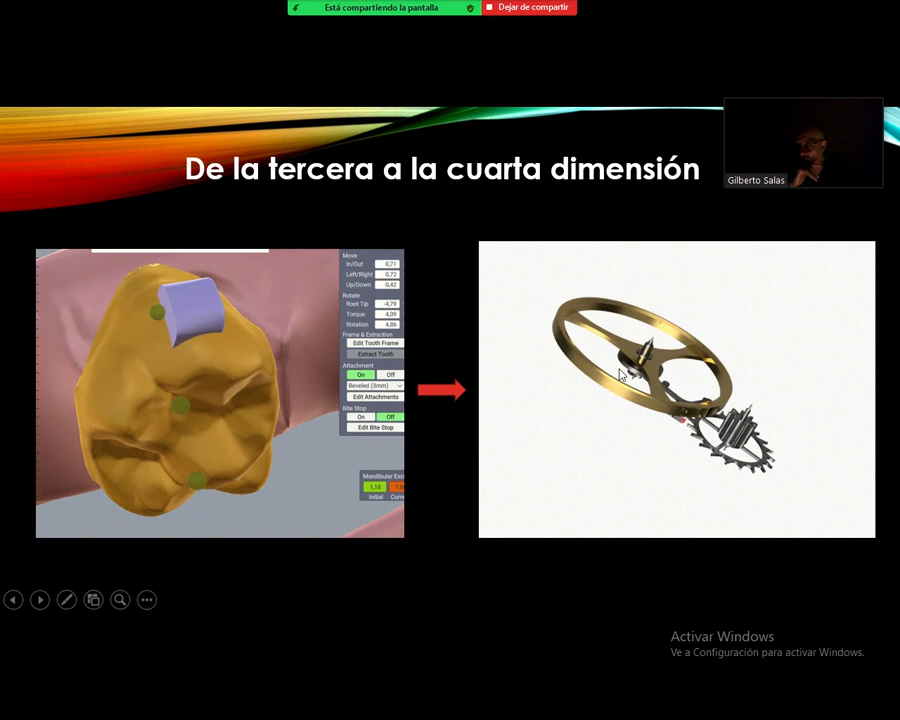 Está compartiendo la pantalla
Dejar de compartir
De la tercera a la cuarta dimensión
Gilberto Salas
Move
In/Out 0,71
Left/Right 0,72
Up/Down 0,42
Rotate
Root Tip -4,79
Torque 4,09
Rotation 4,86
Frame & Extraction
Edit Tooth Frame
Extract Tooth
Attachment
On Off
Beveled (3mm)
Edit Attachments
Bite Stop
On Off
Edit Bite Stop
Mandibular
1,18
Initial
Activar Windows
Ve a Configuración para activar Windows.